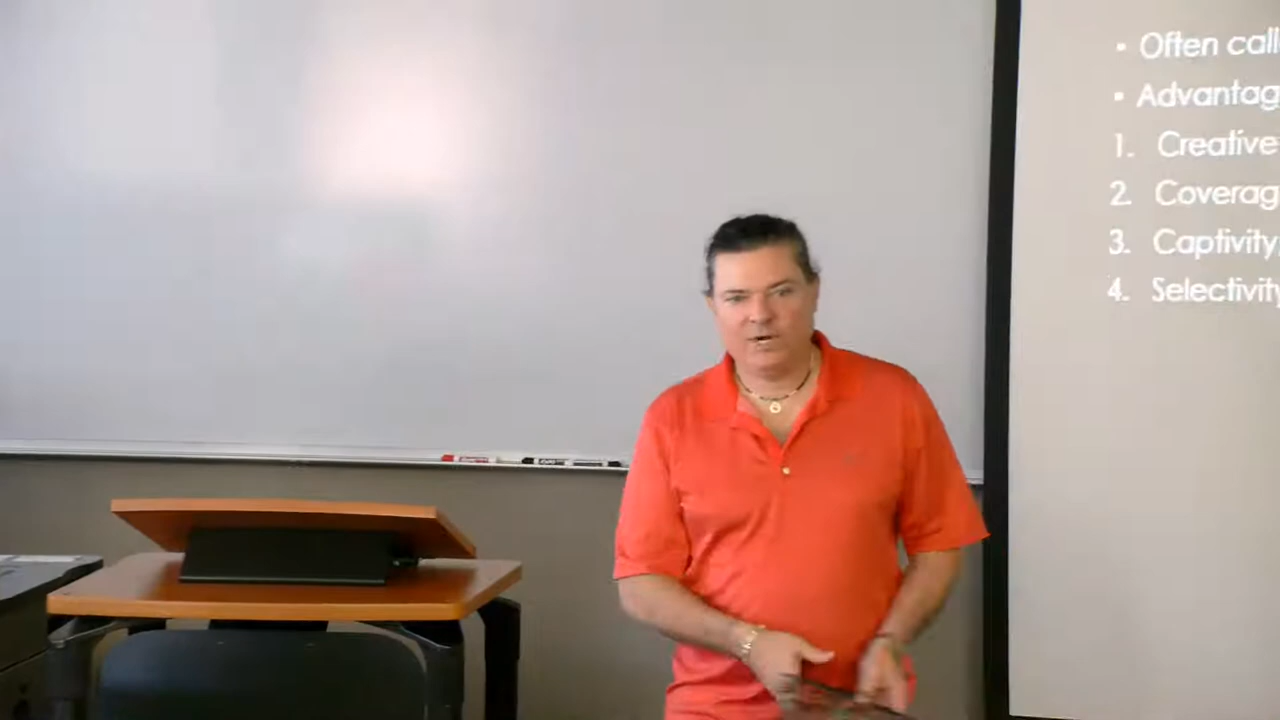 • Often call
• Advantag
1. Creative
2. Coverag
3. Captivity,
4. Selectivity